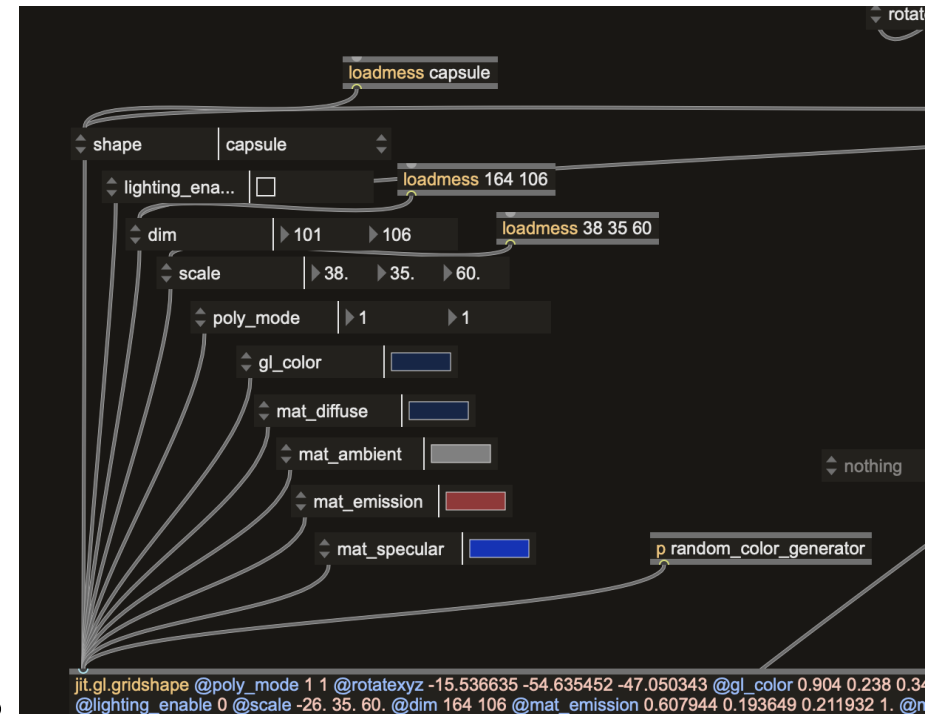 rotat
loadmess capsule
shape capsule
lighting_ena...
loadmess 164 106
dim 101 106
loadmess 38 35 60
scale 38. 35. 60.
poly_mode 1 1
gl_color
mat_diffuse
mat_ambient
nothing
mat_emission
mat_specular
p random_color_generator
jit.gl.gridshape @poly_mode 1 1 @rotatexyz -15.536635 -54.635452 -47.050343 @gl_color 0.904 0.238 0.34
@lighting_enable 0 @scale -26. 35. 60. @dim 164 106 @mat_emission 0.607944 0.193649 0.211932 1. @m